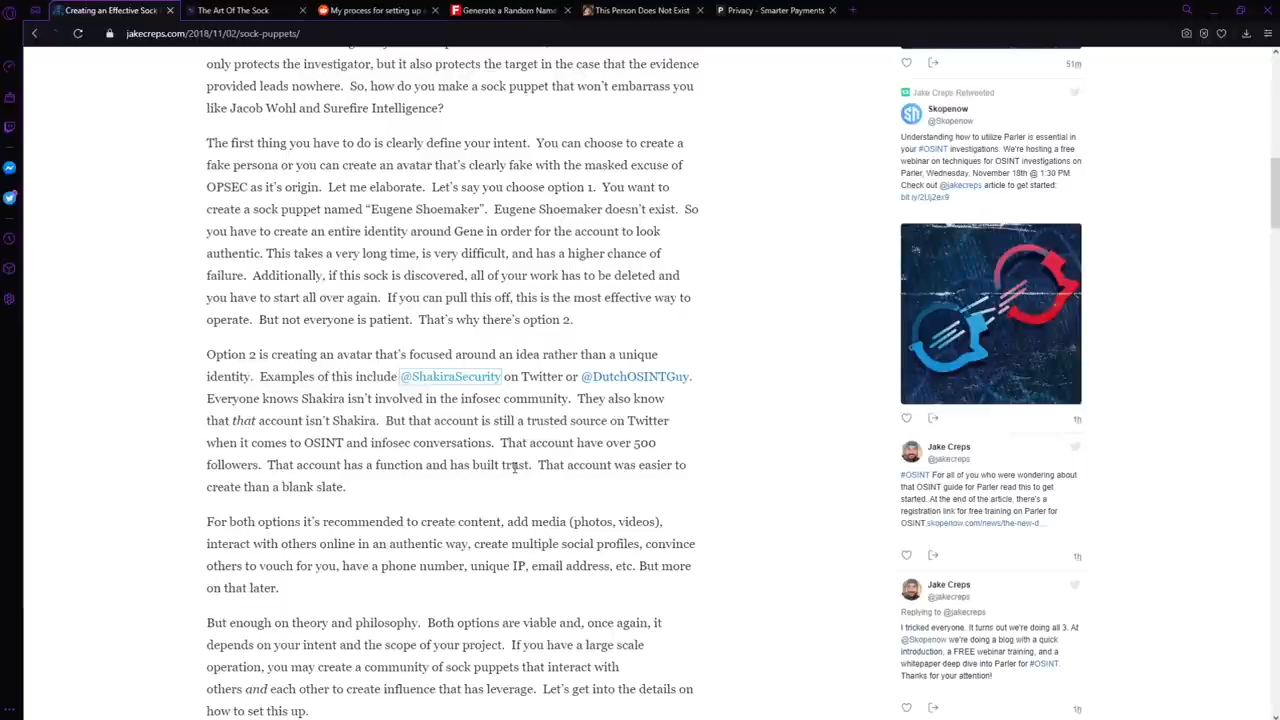 Creating an Effective Sock
The Art Of The Sock
My process for setting up
Generate a Random Name
This Person Does Not Exist
Privacy - Smarter Payments
jakecreps.com/2018/11/02/sock-puppets/
only protects the investigator, but it also protects the target in the case that the evidence
provided leads nowhere. So, how do you make a sock puppet that won't embarrass you
like Jacob Wohl and Surefire Intelligence?
The first thing you have to do is clearly define your intent. You can choose to create a
fake persona or you can create an avatar that's clearly fake with the masked excuse of
OPSEC as it's origin. Let me elaborate. Let's say you choose option 1. You want to
create a sock puppet named "Eugene Shoemaker". Eugene Shoemaker doesn't exist. So
you have to create an entire identity around Gene in order for the account to look
authentic. This takes a very long time, is very difficult, and has a higher chance of
failure. Additionally, if this sock is discovered, all of your work has to be deleted and
you have to start all over again. If you can pull this off, this is the most effective way to
operate. But not everyone is patient. That's why there's option 2.
Option 2 is creating an avatar that's focused around an idea rather than a unique
identity. Examples of this include @ShakiraSecurity on Twitter or @DutchOSINTGuy.
Everyone knows Shakira isn't involved in the infosec community. They also know
that that account isn't Shakira. But that account is still a trusted source on Twitter
when it comes to OSINT and infosec conversations. That account have over 500
followers. That account has a function and has built trust. That account was easier to
create than a blank slate.
For both options it's recommended to create content, add media (photos, videos),
interact with others online in an authentic way, create multiple social profiles, convince
others to vouch for you, have a phone number, unique IP, email address, etc. But more
on that later.
But enough on theory and philosophy. Both options are viable and, once again, it
depends on your intent and the scope of your project. If you have a large scale
operation, you may create a community of sock puppets that interact with
others and each other to create influence that has leverage. Let's get into the details on
how to set this up.
51m
Jake Creps Retweeted
sh
Skopenow
@Skopenow
Understanding how to utilize Parler is essential in
your #OSINT investigations. We're hosting a free
webinar on techniques for OSINT investigations on
Parler, Wednesday, November 18th @ 1:30 PM.
Check out @jakecreps article to get started:
bit.ly/2Uj2ex9
1h
Jake Creps
@jakecreps
#OSINT For all of you who were wondering about
that OSINT guide for Parler read this to get
started. At the end of the article, there's a
registration link for free training on Parler for
OSINT.skopenow.com/news/the-new-d…
1h
Jake Creps
@jakecreps
Replying to @jakecreps
I tricked everyone. It turns out we're doing all 3. At
@Skopenow we're doing a blog with a quick
introduction, a FREE webinar training, and a
whitepaper deep dive into Parler for #OSINT.
Thanks for your attention!
1h